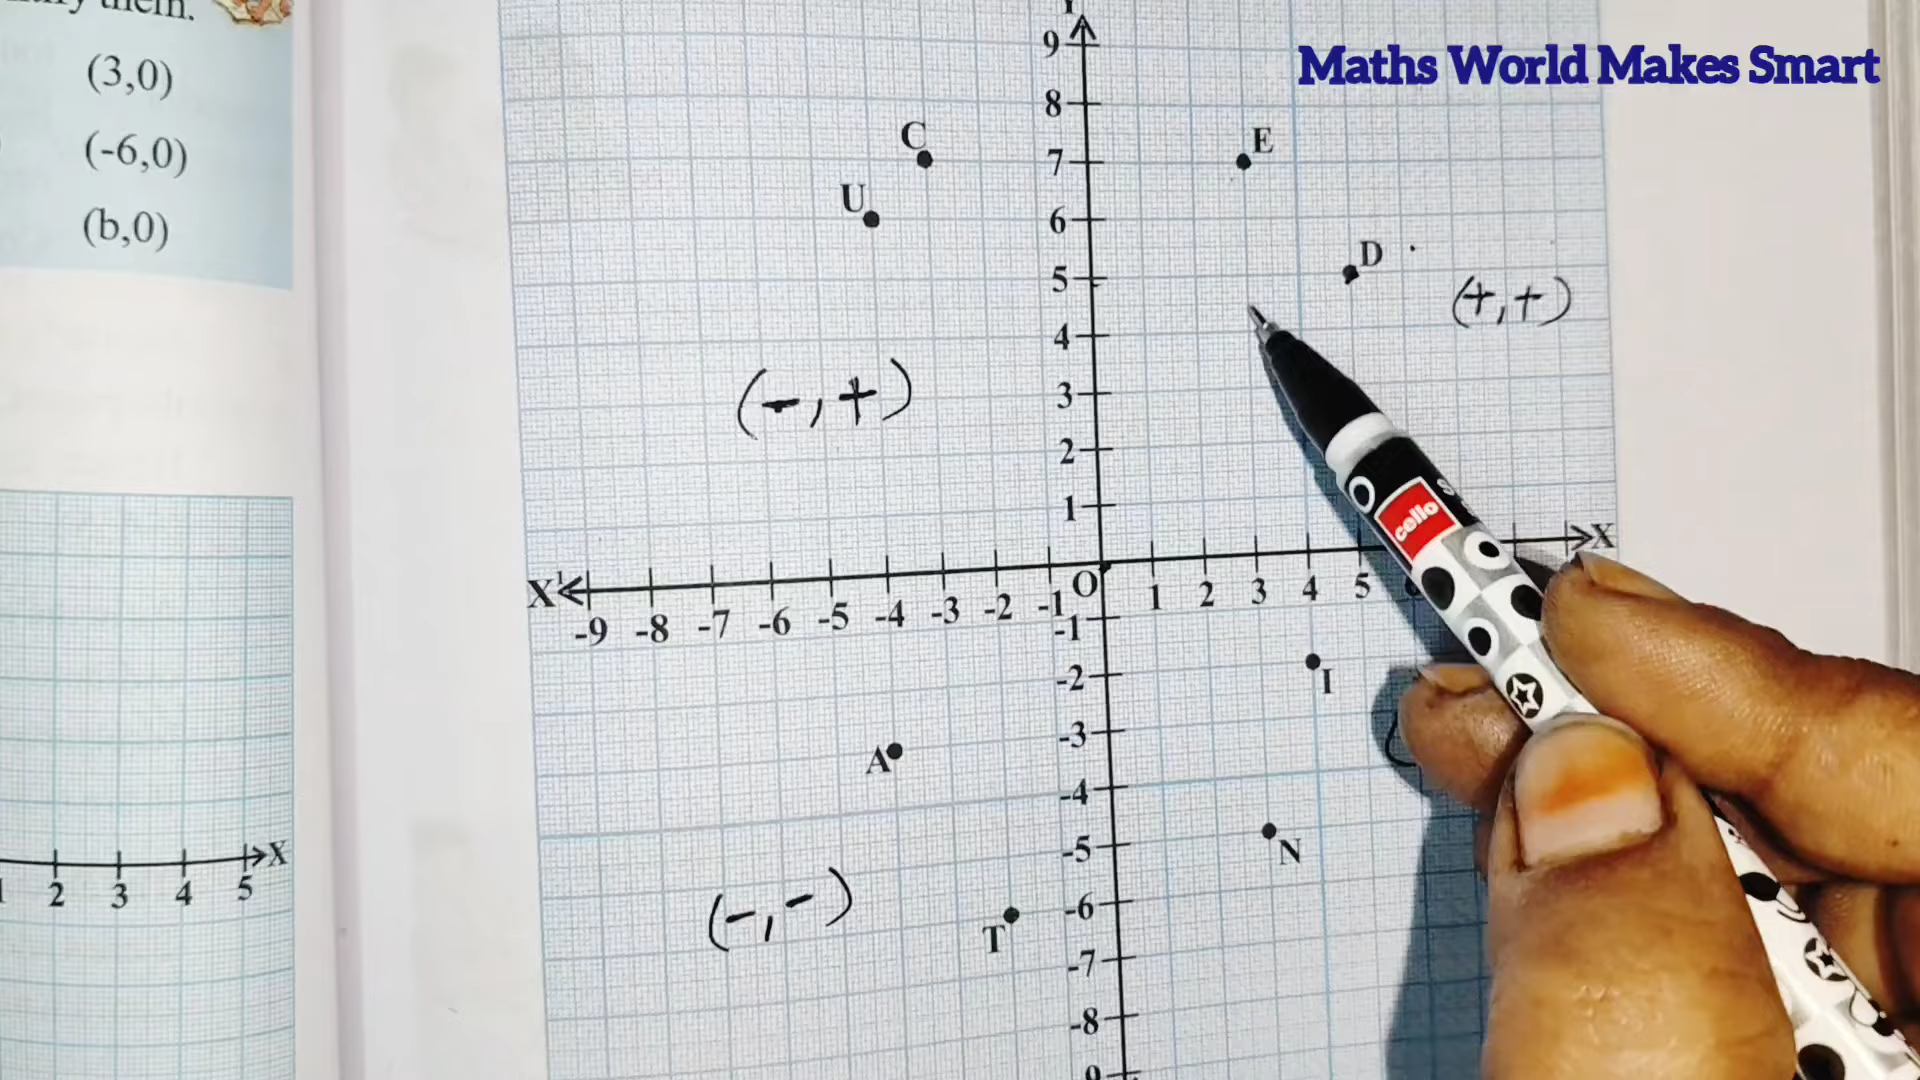 them.
(3,0)
(-6,0)
(b,0)
X
2 3 4 5
Maths World Makes Smart
9
8
7
6
5
4
3
2
1
C
U
E
D
(+,+)
(-,+)
X¹
X
O
-9 -8 -7 -6 -5 -4 -3 -2 -1
1 2 3 4 5
cello
-1
-2
-3
-4
-5
-6
-7
-8
I
A
N
T
(-,-)